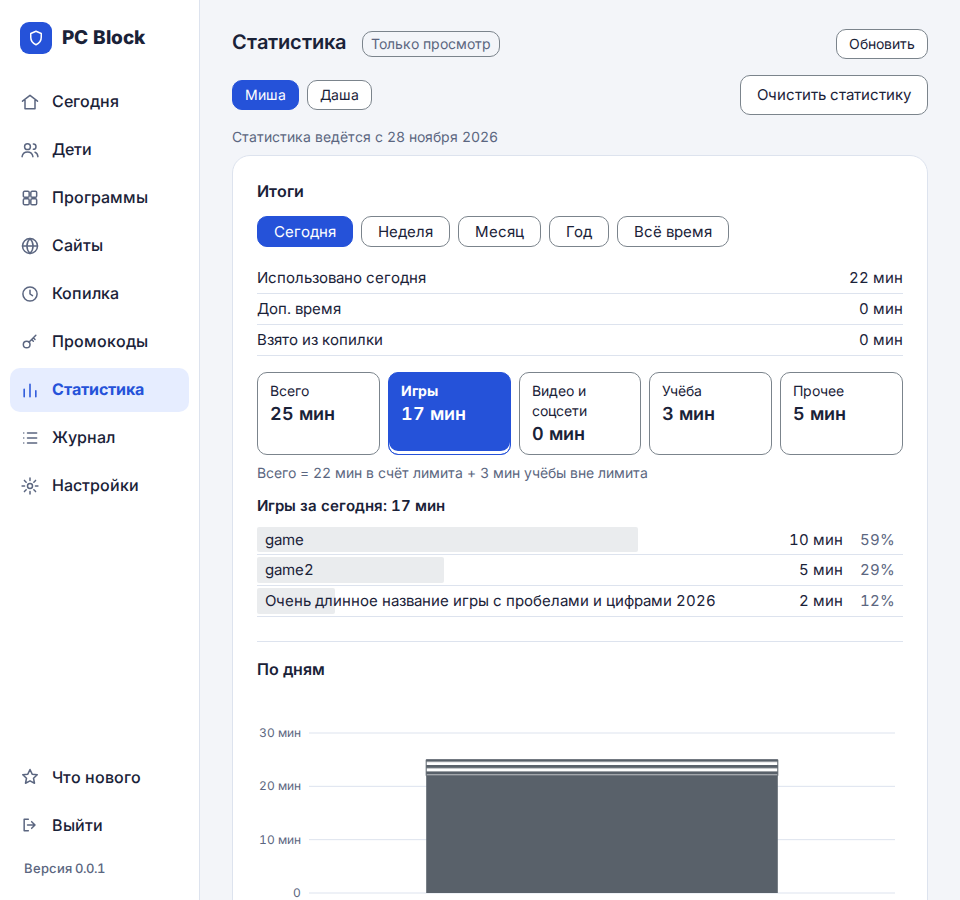 PC Block
Сегодня
Дети
Программы
Сайты
Копилка
Промокоды
Статистика
Журнал
Настройки
Что нового
Выйти
Версия 0.0.1
Статистика Только просмотр Обновить
Миша Даша Очистить статистику
Статистика ведётся с 28 ноября 2026
Итоги
Сегодня Неделя Месяц Год Всё время
Использовано сегодня 22 мин
Доп. время 0 мин
Взято из копилки 0 мин
Всего
25 мин
Игры
17 мин
Видео и
соцсети
0 мин
Учёба
3 мин
Прочее
5 мин
Всего = 22 мин в счёт лимита + 3 мин учёбы вне лимита
Игры за сегодня: 17 мин
game 10 мин 59%
game2 5 мин 29%
Очень длинное название игры с пробелами и цифрами 2026 2 мин 12%
По дням
30 мин
20 мин
10 мин
0